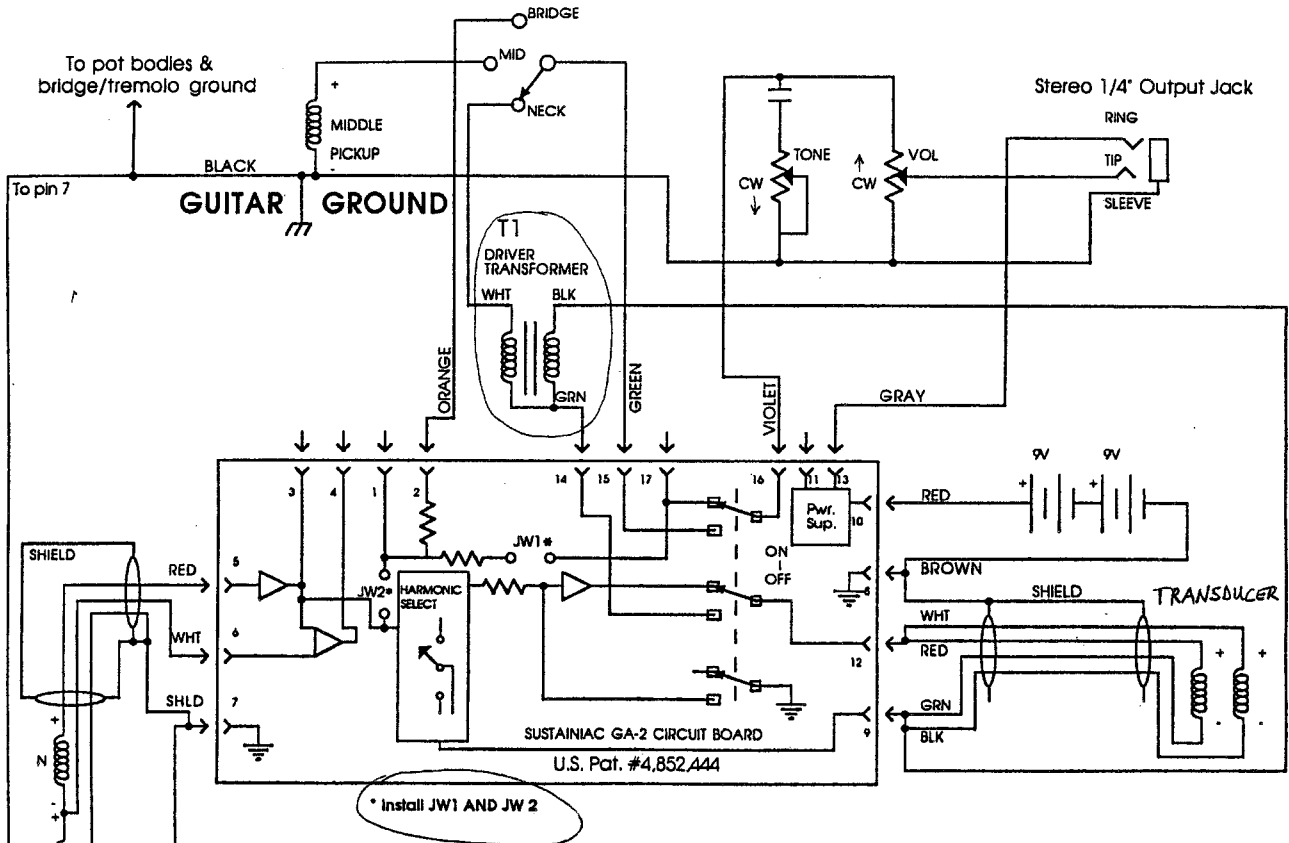 BRIDGE
To pot bodies &
bridge/tremolo ground
MID
NECK
+
MIDDLE
PICKUP
-
Stereo 1/4" Output Jack
RING
TIP
SLEEVE
TONE
CW
VOL
CW
BLACK
To pin 7
GUITAR GROUND
T1
DRIVER
TRANSFORMER
WHT
BLK
GRN
ORANGE
GREEN
VIOLET
GRAY
3
4
1
2
14
15
17
16
11
13
Pwr.
Sup.
10
RED
9V
9V
+
+
SHIELD
RED
5
WHT
6
SHLD
7
N
+
-
+
JW1*
JW2*
HARMONIC
SELECT
ON
OFF
8
BROWN
SHIELD
TRANSDUCER
WHT
RED
12
GRN
BLK
9
+
+
-
-
SUSTAINIAC GA-2 CIRCUIT BOARD
U.S. Pat. #4,852,444
* Install JW1 AND JW 2